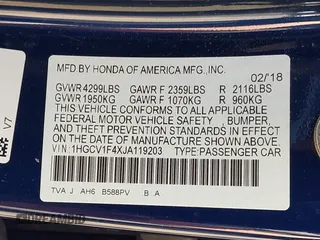 MFD.BY HONDA OF AMERICA MFG.,INC.
02/18
GVWR 4299LBS GAWR F 2359LBS R 2116LBS
GVWR 1950KG GAWR F 1070KG R 960KG
THIS VEHICLE CONFORMS TO ALL APPLICABLE
FEDERAL MOTOR VEHICLE SAFETY , BUMPER,
AND THEFT PREVENTION STANDARDS IN EFFECT
ON THE DATE OF MANUFACTURE SHOWN ABOVE.
VIN:1HGCV1F4XJA119203 TYPE:PASSENGER CAR
TVA J AH6 B588PV B .A
V7